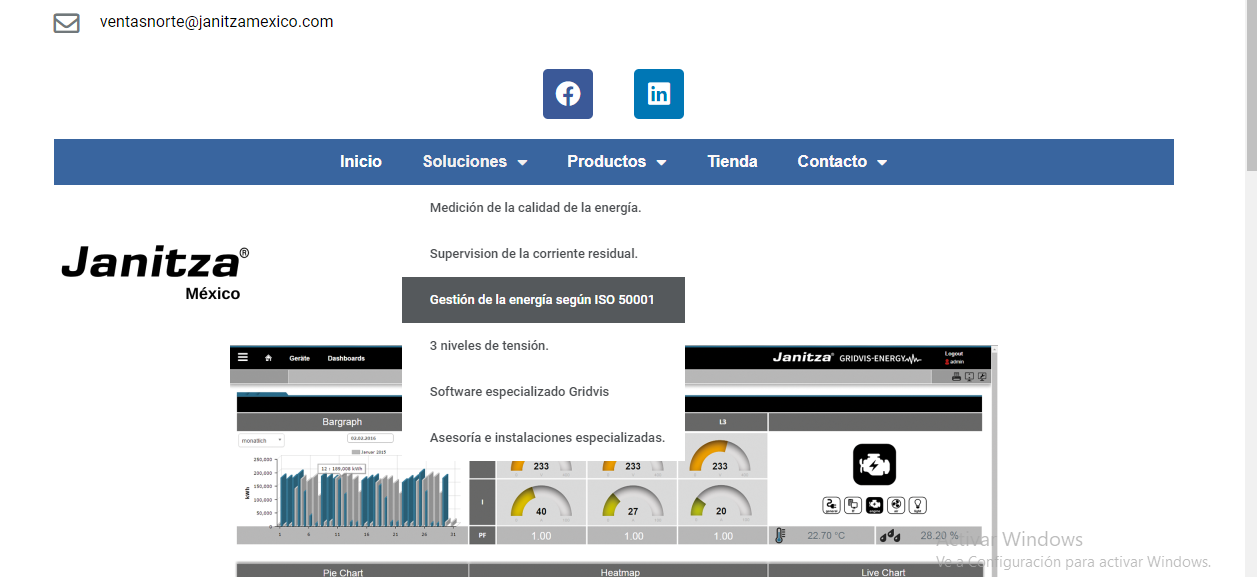 ventasnorte@janitzamexico.com
Inicio Soluciones Productos Tienda Contacto
Medición de la calidad de la energía.
Supervision de la corriente residual.
Janitza®
México
Gestión de la energía según ISO 50001
3 niveles de tensión.
Software especializado Gridvis
Asesoría e instalaciones especializadas.
Geräte Dashboards
Janitza® GRIDVIS-ENERGY
Logout
admin
Bargraph L3
monatlich 02.02.2016
Januar 2015
250,000
200,000
150,000
100,000
50,000
0
kWh
12 : 189,008 kWh
1 6 11 16 21 26 31
233 233 233
I 40 27 20
PF 1.00 1.00 1.00
22.70 °C 28.20 %
Pie Chart Heatmap Live Chart
Activar Windows
Ve a Configuración para activar Windows.